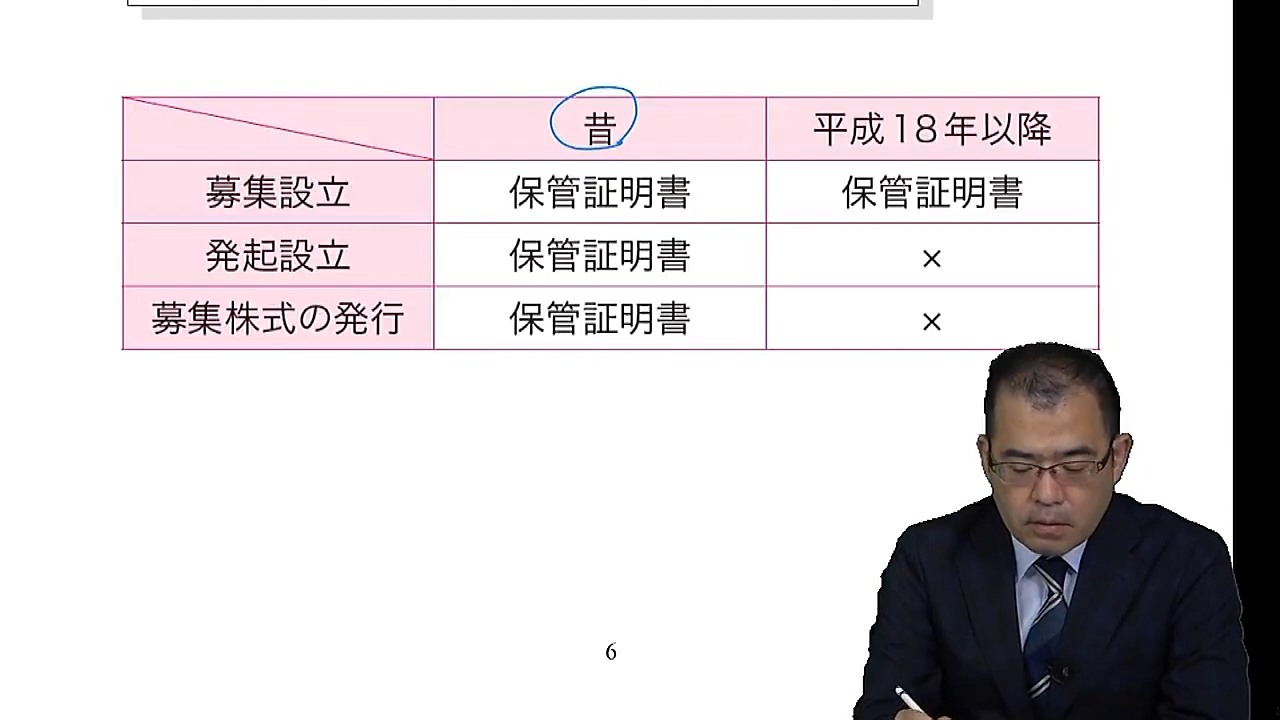 昔 平成18年以降
募集設立 保管証明書 保管証明書
発起設立 保管証明書 ×
募集株式の発行 保管証明書 ×
6